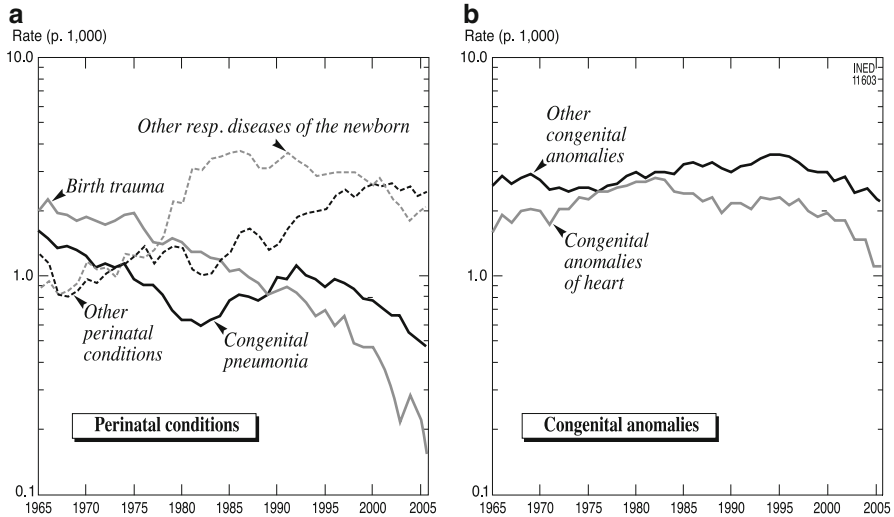 a
Rate (p. 1,000)
10.0
1.0
0.1
Other resp. diseases of the newborn
Birth trauma
Other
perinatal
conditions
Congenital
pneumonia
Perinatal conditions
1965 1970 1975 1980 1985 1990 1995 2000 2005
b
Rate (p. 1,000)
10.0
1.0
0.1
INED
11603
Other
congenital
anomalies
Congenital
anomalies
of heart
Congenital anomalies
1965 1970 1975 1980 1985 1990 1995 2000 2005